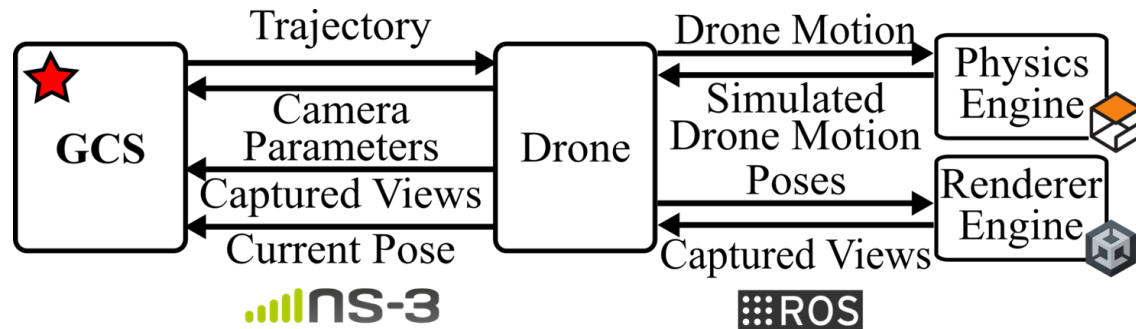 Trajectory
Camera
Parameters
Captured Views
Current Pose
GCS
Drone
Drone Motion
Simulated
Drone Motion
Poses
Captured Views
Physics
Engine
Renderer
Engine
ns-3
ROS